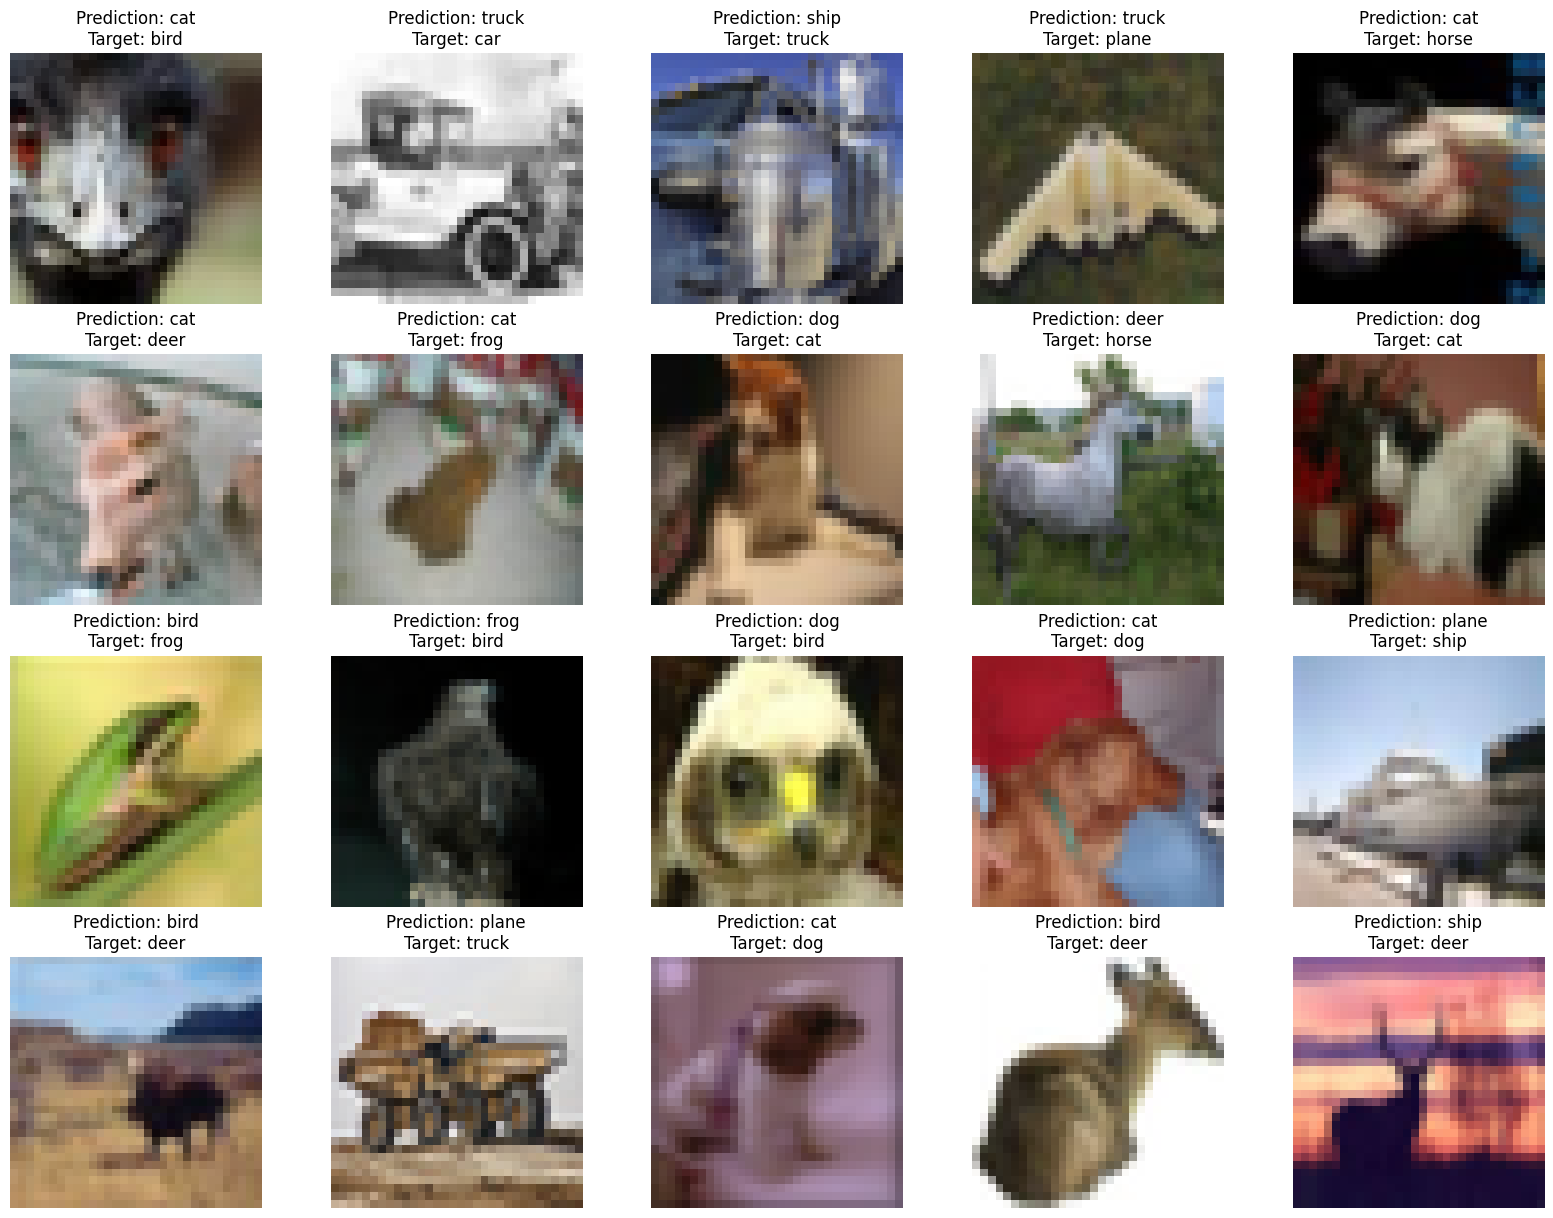 Prediction: cat
Target: bird
Prediction: truck
Target: car
Prediction: ship
Target: truck
Prediction: truck
Target: plane
Prediction: cat
Target: horse
Prediction: cat
Target: deer
Prediction: cat
Target: frog
Prediction: dog
Target: cat
Prediction: deer
Target: horse
Prediction: dog
Target: cat
Prediction: bird
Target: frog
Prediction: frog
Target: bird
Prediction: dog
Target: bird
Prediction: cat
Target: dog
Prediction: plane
Target: ship
Prediction: bird
Target: deer
Prediction: plane
Target: truck
Prediction: cat
Target: dog
Prediction: bird
Target: deer
Prediction: ship
Target: deer